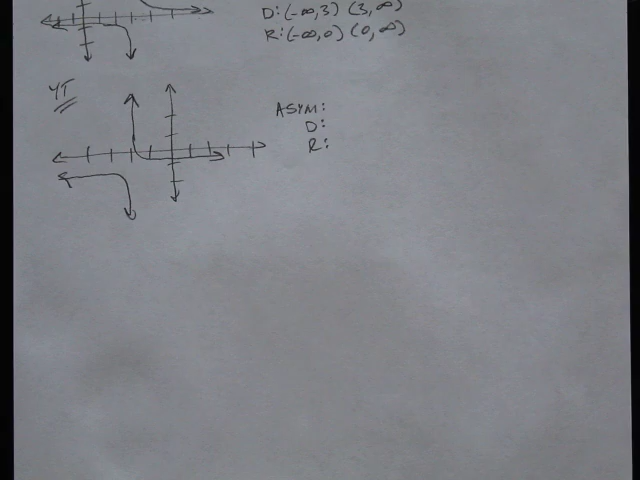 D: (-∞, 3) (3, ∞)
R: (-∞, 0) (0, ∞)
YT
ASYM:
D:
R: